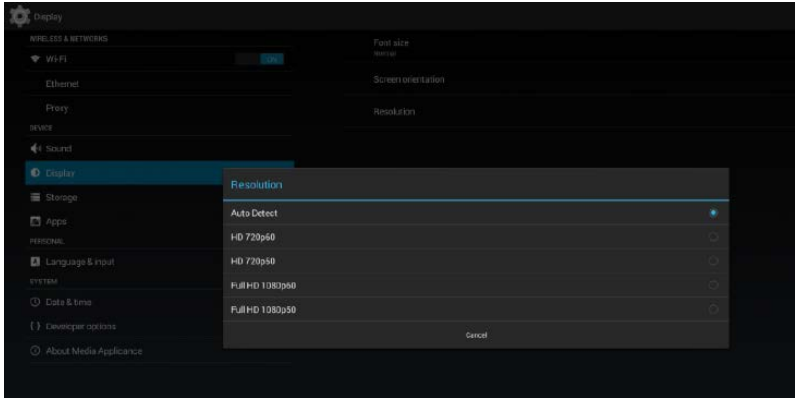 Display
WIRELESS & NETWORKS
Wi-Fi
ON
Ethernet
Proxy
DEVICE
Sound
Display
Storage
Apps
PERSONAL
Language & input
SYSTEM
Date & time
Developer options
About Media Applicance
Font size
Normal
Screen orientation
Resolution
Resolution
Auto Detect
HD 720p60
HD 720p50
Full HD 1080p60
Full HD 1080p50
Cancel